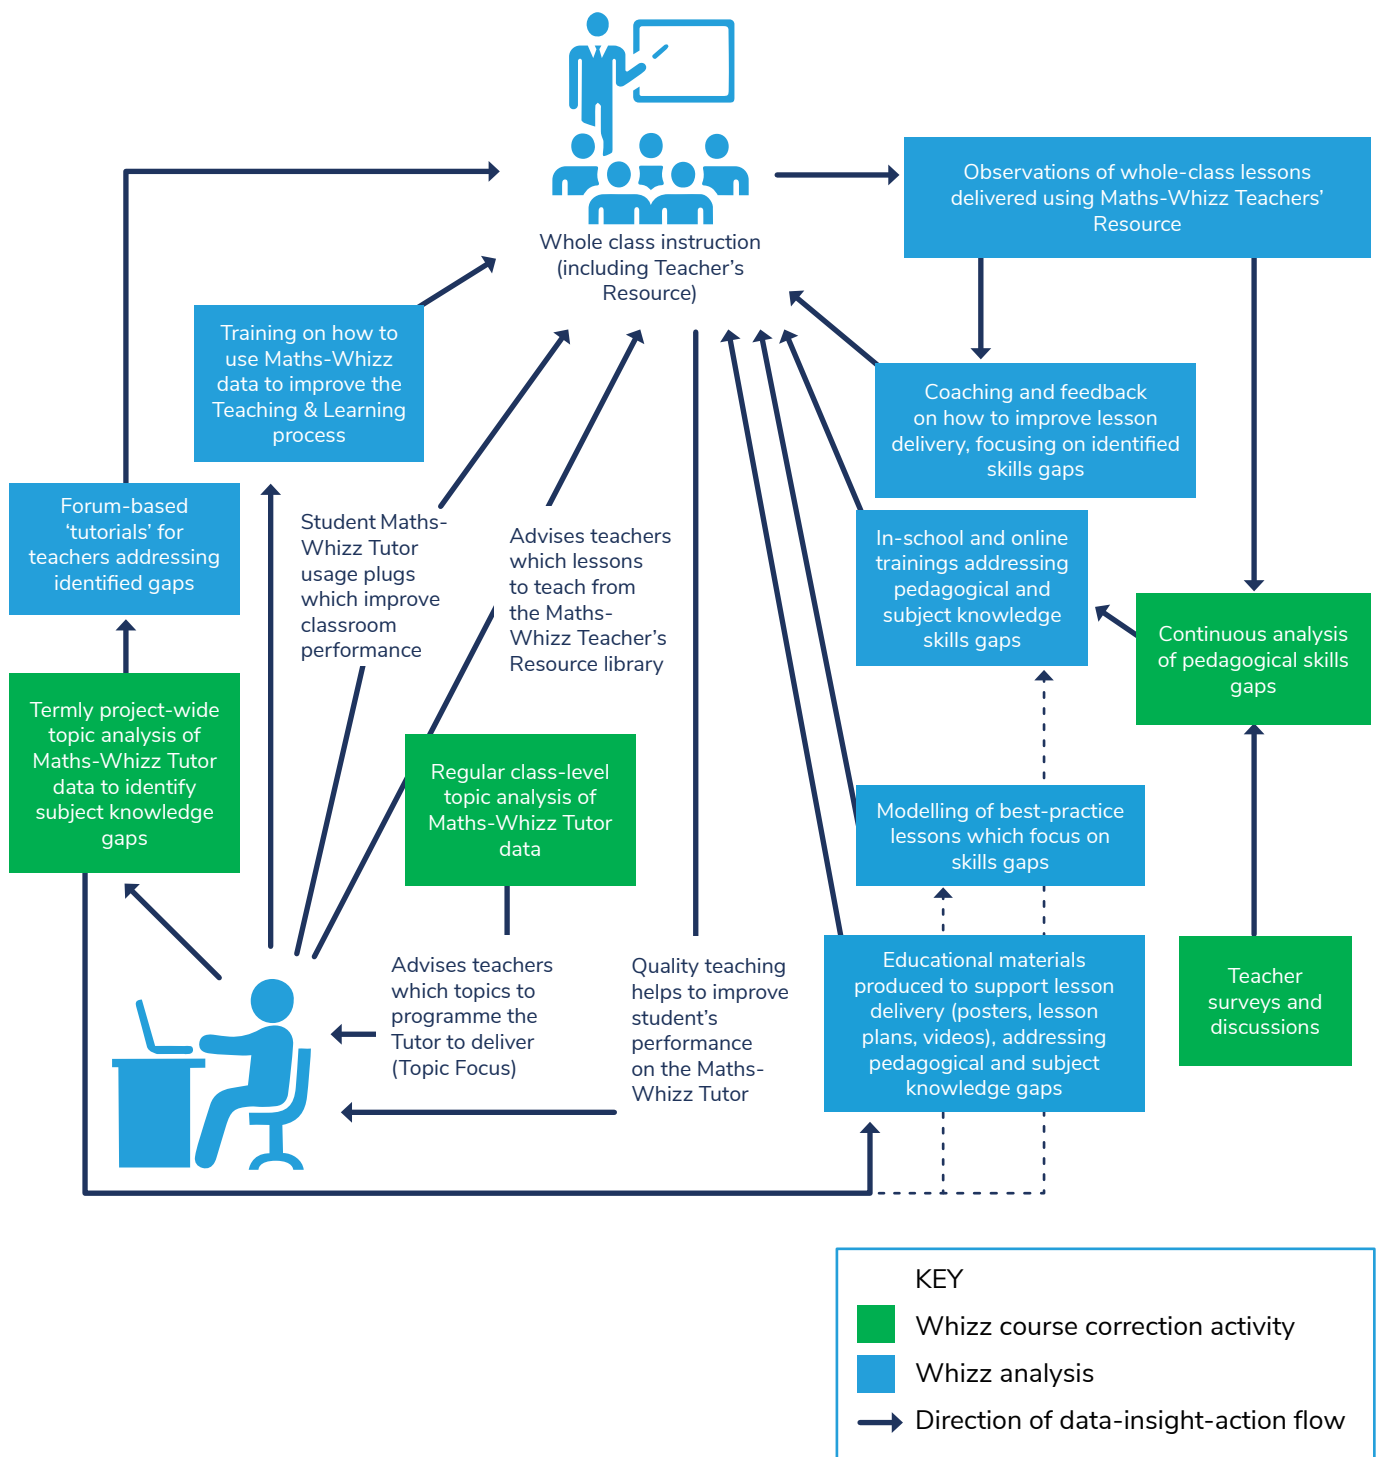 Whole class instruction
(including Teacher’s
Resource)
Observations of whole-class lessons
delivered using Maths-Whizz Teachers’
Resource
Training on how to
use Maths-Whizz
data to improve the
Teaching & Learning
process
Coaching and feedback
on how to improve lesson
delivery, focusing on identified
skills gaps
Forum-based
‘tutorials’ for
teachers addressing
identified gaps
Student Maths-
Whizz Tutor
usage plugs
which improve
classroom
performance
Advises teachers
which lessons
to teach from
the Maths-
Whizz Teacher’s
Resource library
In-school and online
trainings addressing
pedagogical and
subject knowledge
skills gaps
Continuous analysis
of pedagogical skills
gaps
Termly project-wide
topic analysis of
Maths-Whizz Tutor
data to identify
subject knowledge
gaps
Regular class-level
topic analysis of
Maths-Whizz Tutor
data
Modelling of best-practice
lessons which focus on
skills gaps
Advises teachers
which topics to
programme the
Tutor to deliver
(Topic Focus)
Quality teaching
helps to improve
student’s
performance
on the Maths-
Whizz Tutor
Educational materials
produced to support lesson
delivery (posters, lesson
plans, videos), addressing
pedagogical and subject
knowledge gaps
Teacher
surveys and
discussions
KEY
Whizz course correction activity
Whizz analysis
Direction of data-insight-action flow